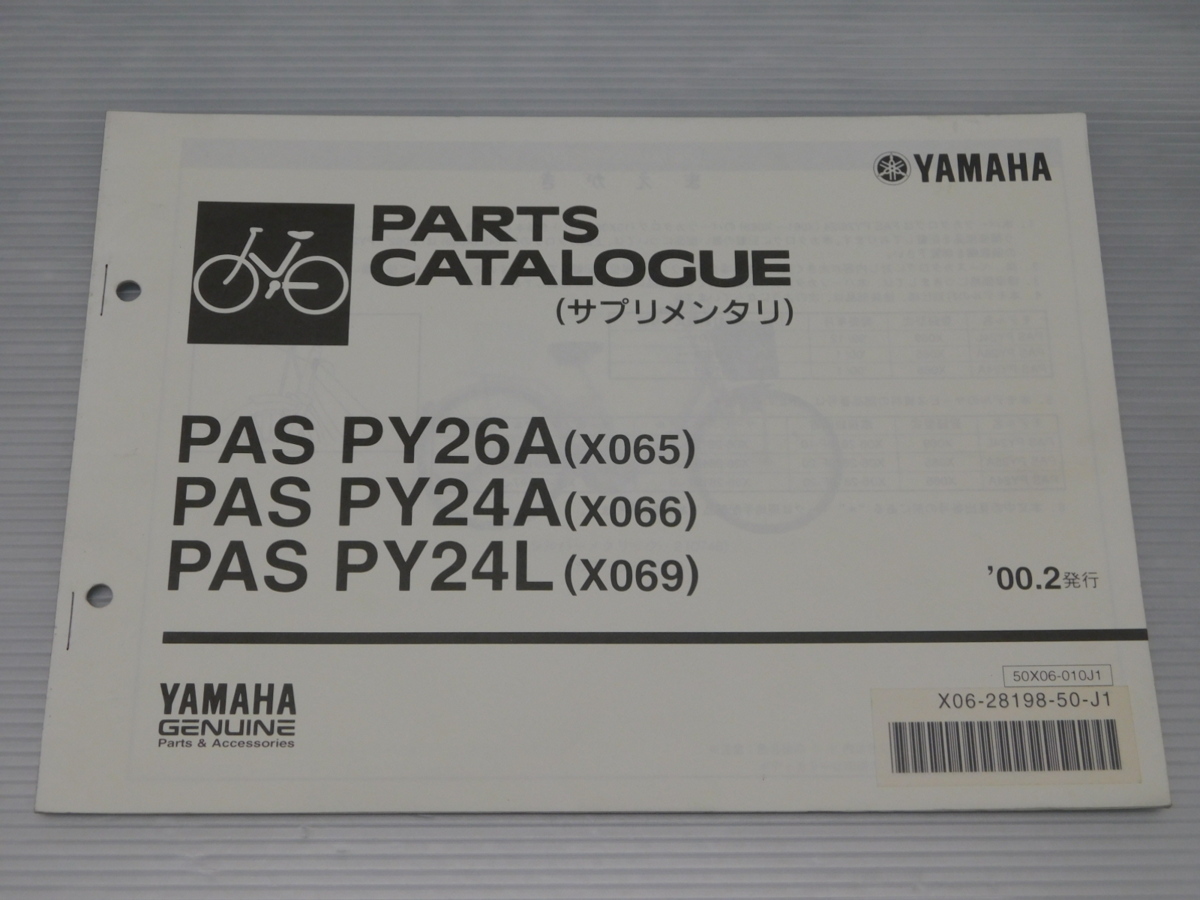 YAMAHA
PARTS
CATALOGUE
(サプリメンタリ)
PAS PY26A(X065)
PAS PY24A(X066)
PAS PY24L(X069)
'00.2発行
YAMAHA
GENUINE
Parts & Accessories
50X06-010J1
X06-28198-50-J1